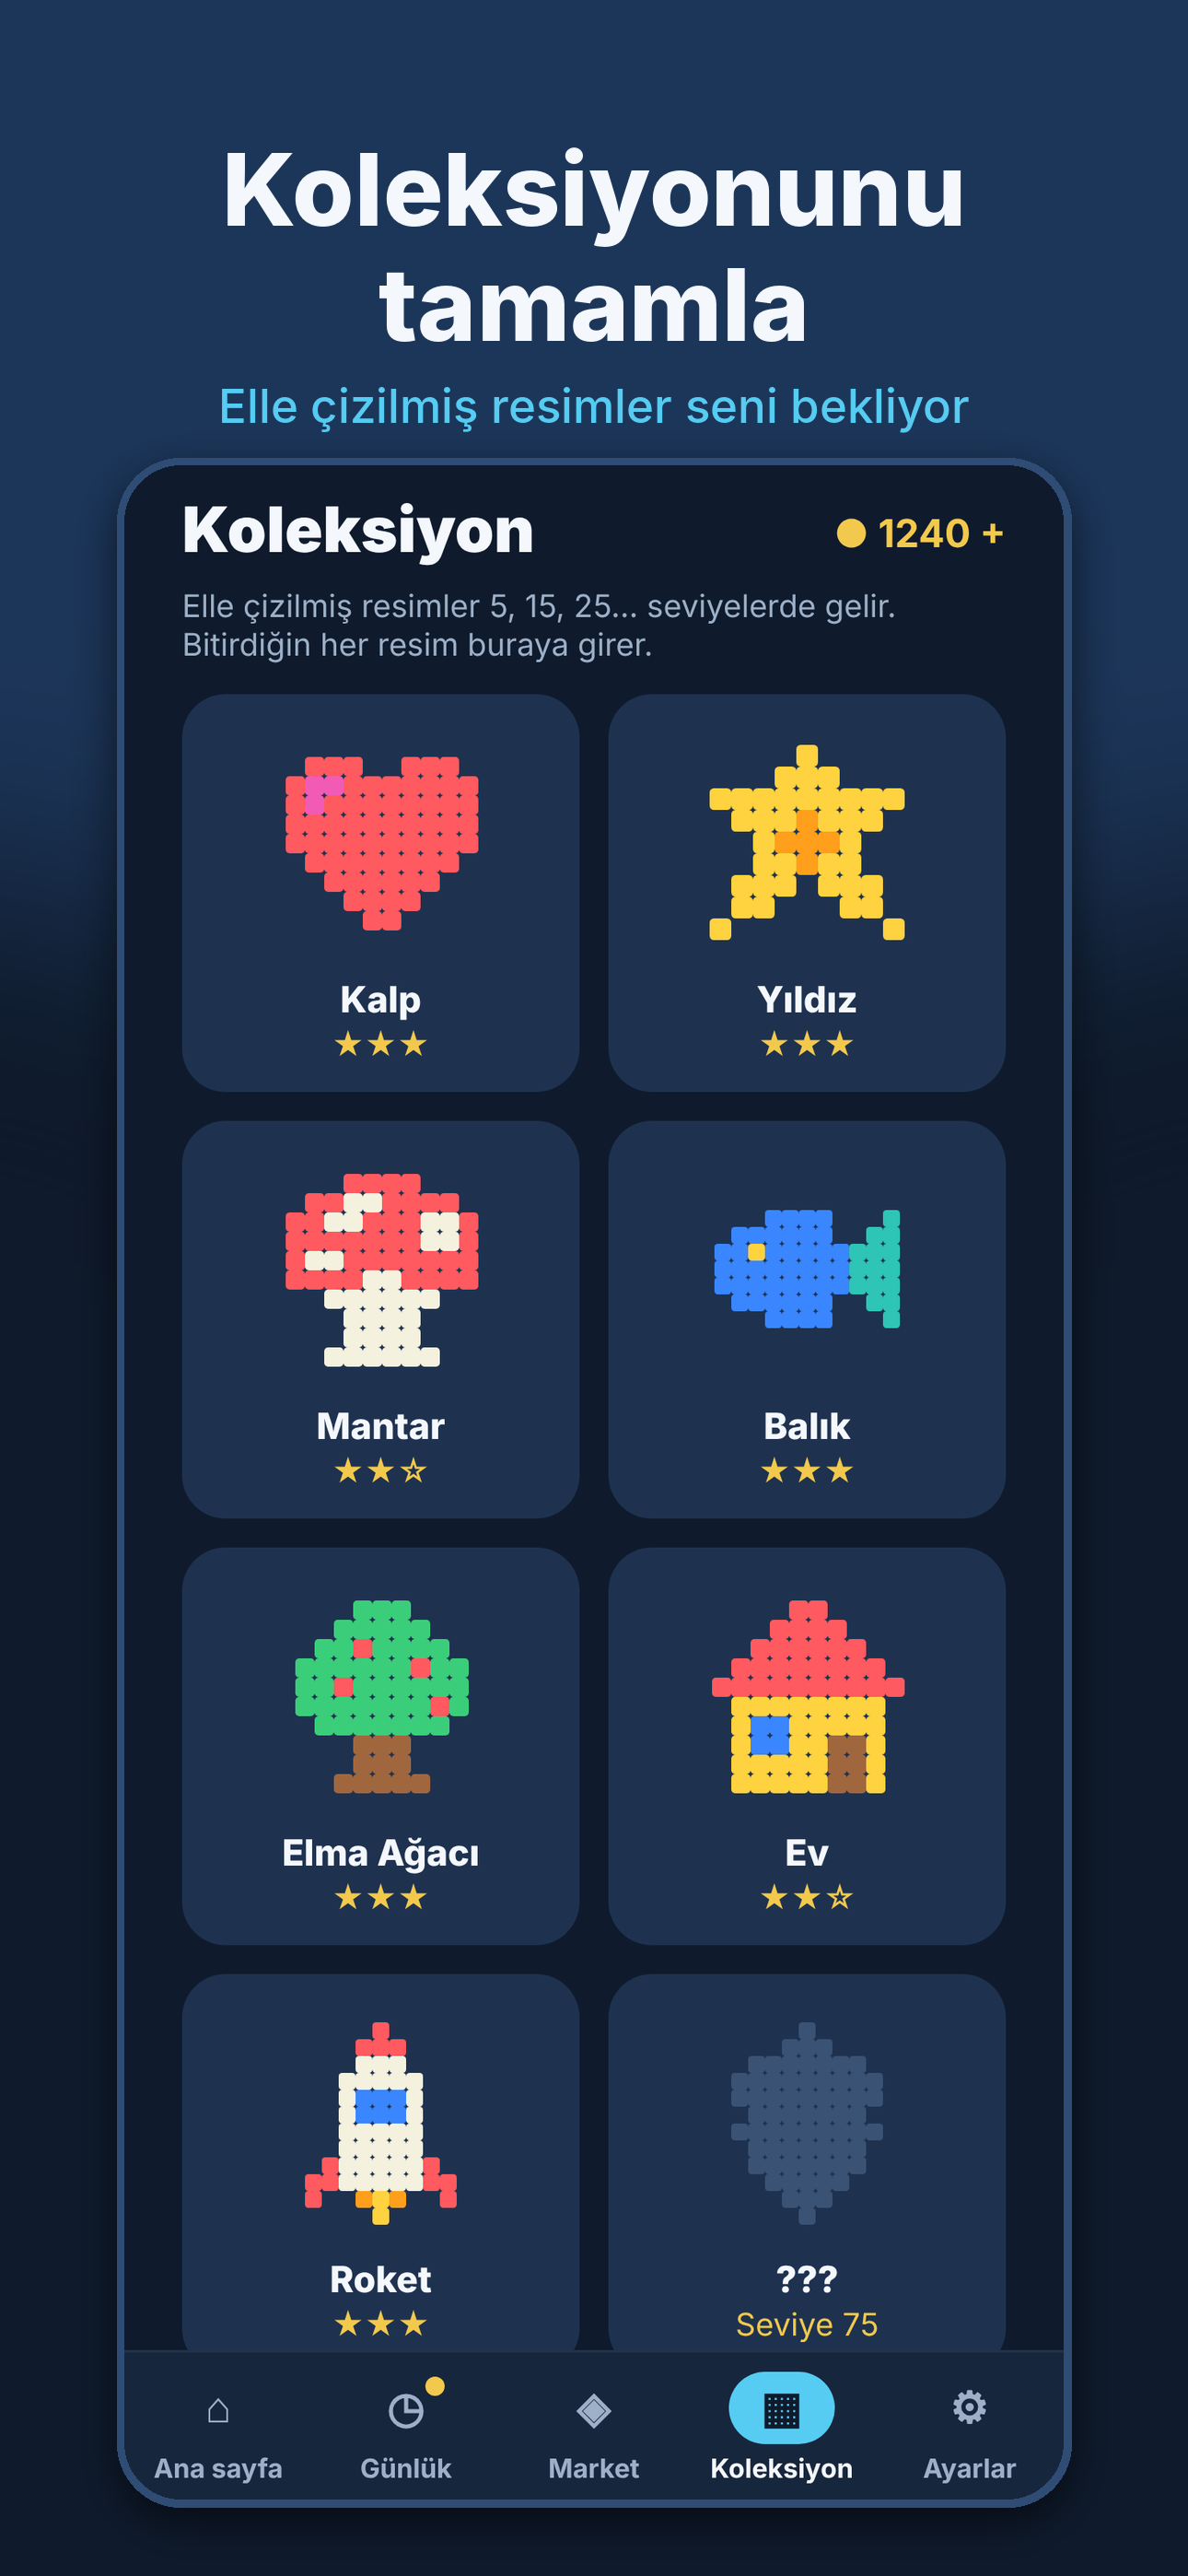 Koleksiyonunu
tamamla
Elle çizilmiş resimler seni bekliyor
Koleksiyon
1240 +
Elle çizilmiş resimler 5, 15, 25... seviyelerde gelir.
Bitirdiğin her resim buraya girer.
Kalp
Yıldız
Mantar
Balık
Elma Ağacı
Ev
Roket
???
Seviye 75
Ana sayfa
Günlük
Market
Koleksiyon
Ayarlar